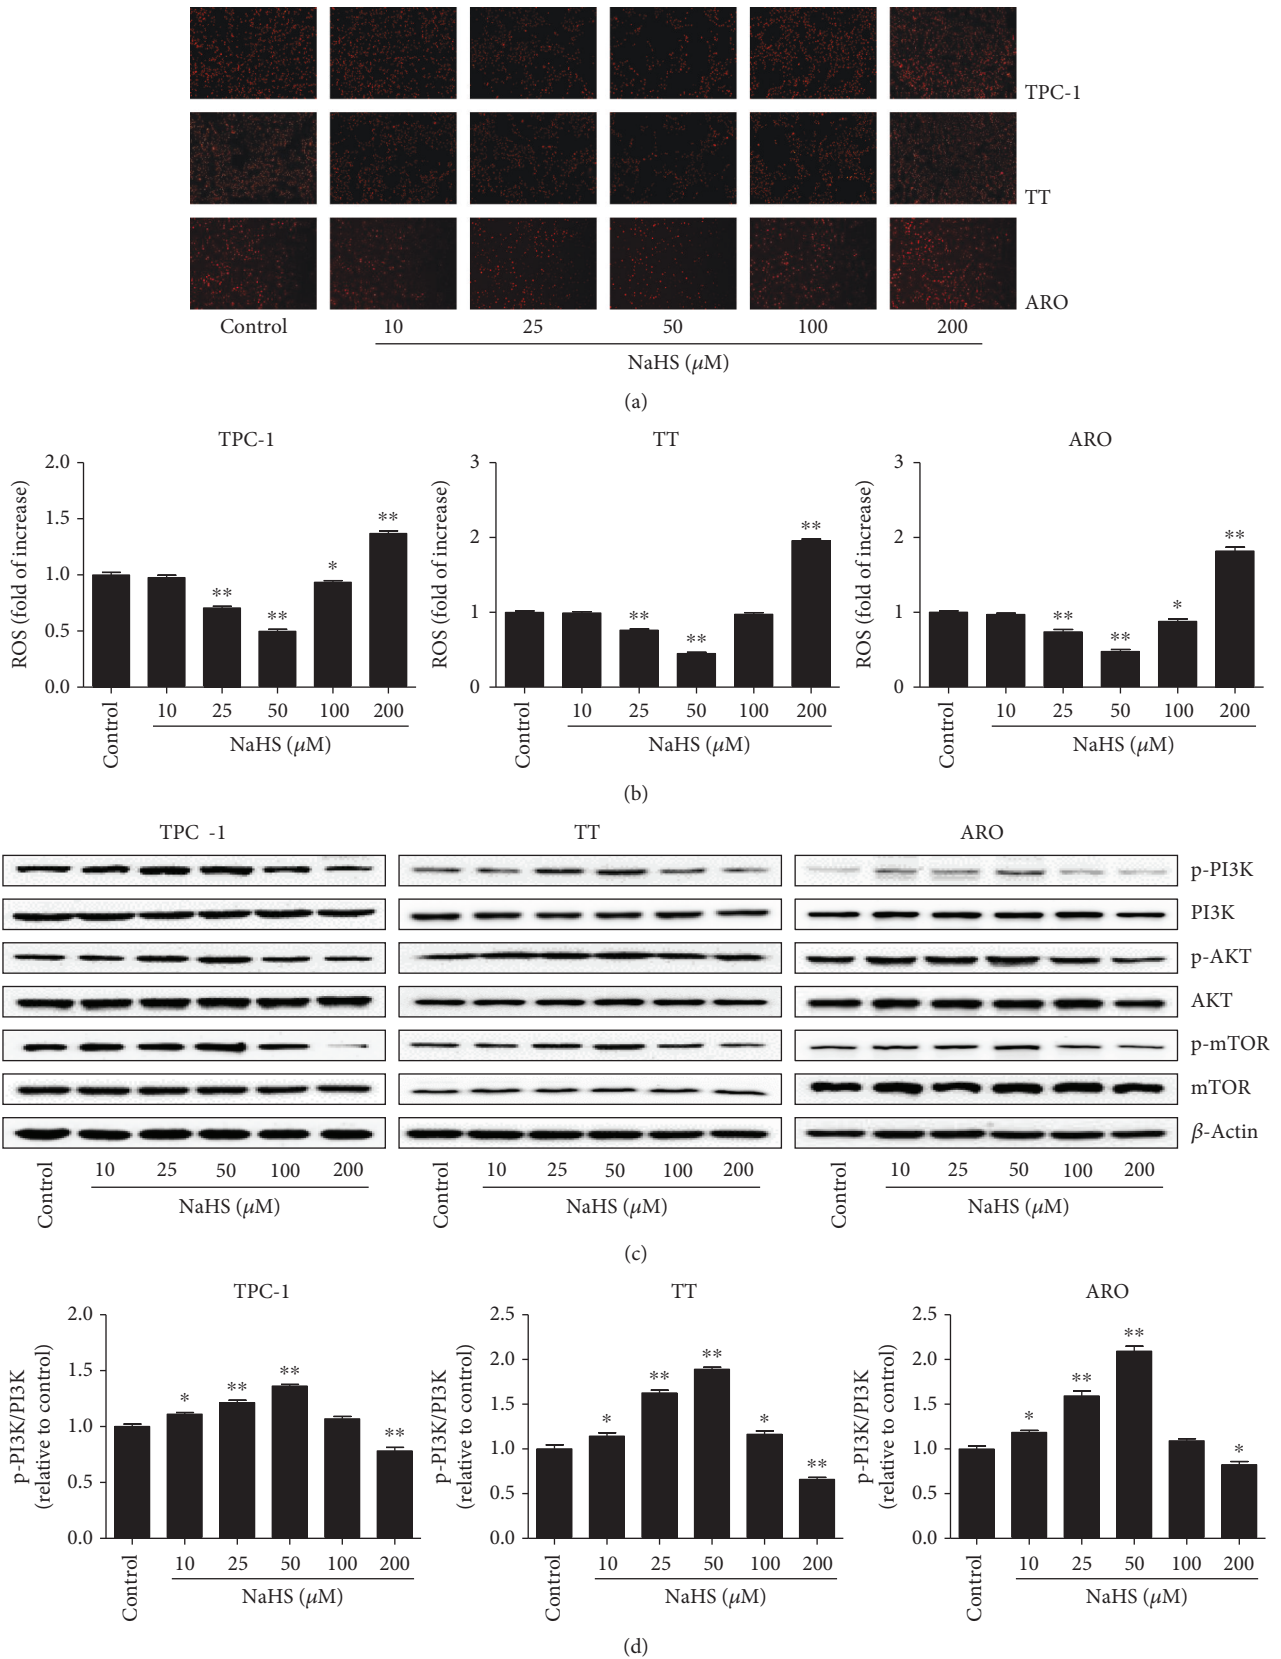 TPC-1
TT
ARO
Control 10 25 50 100 200
NaHS (μM)
(a)
TPC-1 TT ARO
ROS (fold of increase)
2.0
1.5
1.0
0.5
0.0
** ** * **
Control 10 25 50 100 200
NaHS (μM)
ROS (fold of increase)
3
2
1
0
** ** **
Control 10 25 50 100 200
NaHS (μM)
ROS (fold of increase)
3
2
1
0
** ** * **
Control 10 25 50 100 200
NaHS (μM)
(b)
TPC -1 TT ARO
p-PI3K
PI3K
p-AKT
AKT
p-mTOR
mTOR
β-Actin
Control 10 25 50 100 200
NaHS (μM)
Control 10 25 50 100 200
NaHS (μM)
Control 10 25 50 100 200
NaHS (μM)
(c)
TPC-1 TT ARO
p-PI3K/PI3K
(relative to control)
2.0
1.5
1.0
0.5
0.0
* ** ** **
Control 10 25 50 100 200
NaHS (μM)
p-PI3K/PI3K
(relative to control)
2.5
2.0
1.5
1.0
0.5
0.0
* ** ** * **
Control 10 25 50 100 200
NaHS (μM)
p-PI3K/PI3K
(relative to control)
2.5
2.0
1.5
1.0
0.5
0.0
* ** ** *
Control 10 25 50 100 200
NaHS (μM)
(d)